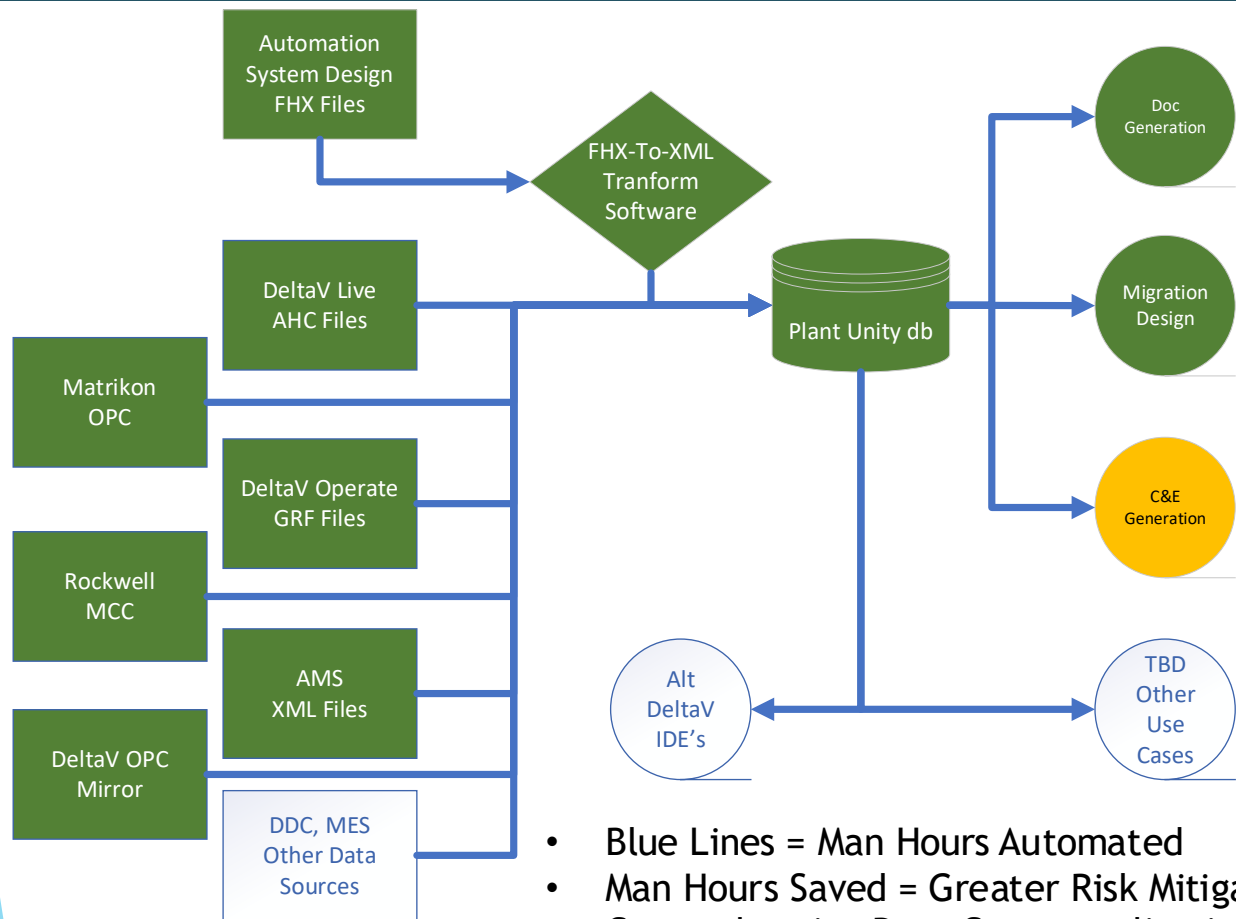 Automation
System Design
FHX Files
FHX-To-XML
Tranform
Software
Doc
Generation
DeltaV Live
AHC Files
Plant Unity db
Migration
Design
Matrikon
OPC
DeltaV Operate
GRF Files
C&E
Generation
Rockwell
MCC
AMS
XML Files
Alt
DeltaV
IDE's
TBD
Other
Use
Cases
DeltaV OPC
Mirror
DDC, MES
Other Data
Sources
• Blue Lines = Man Hours Automated
• Man Hours Saved = Greater Risk